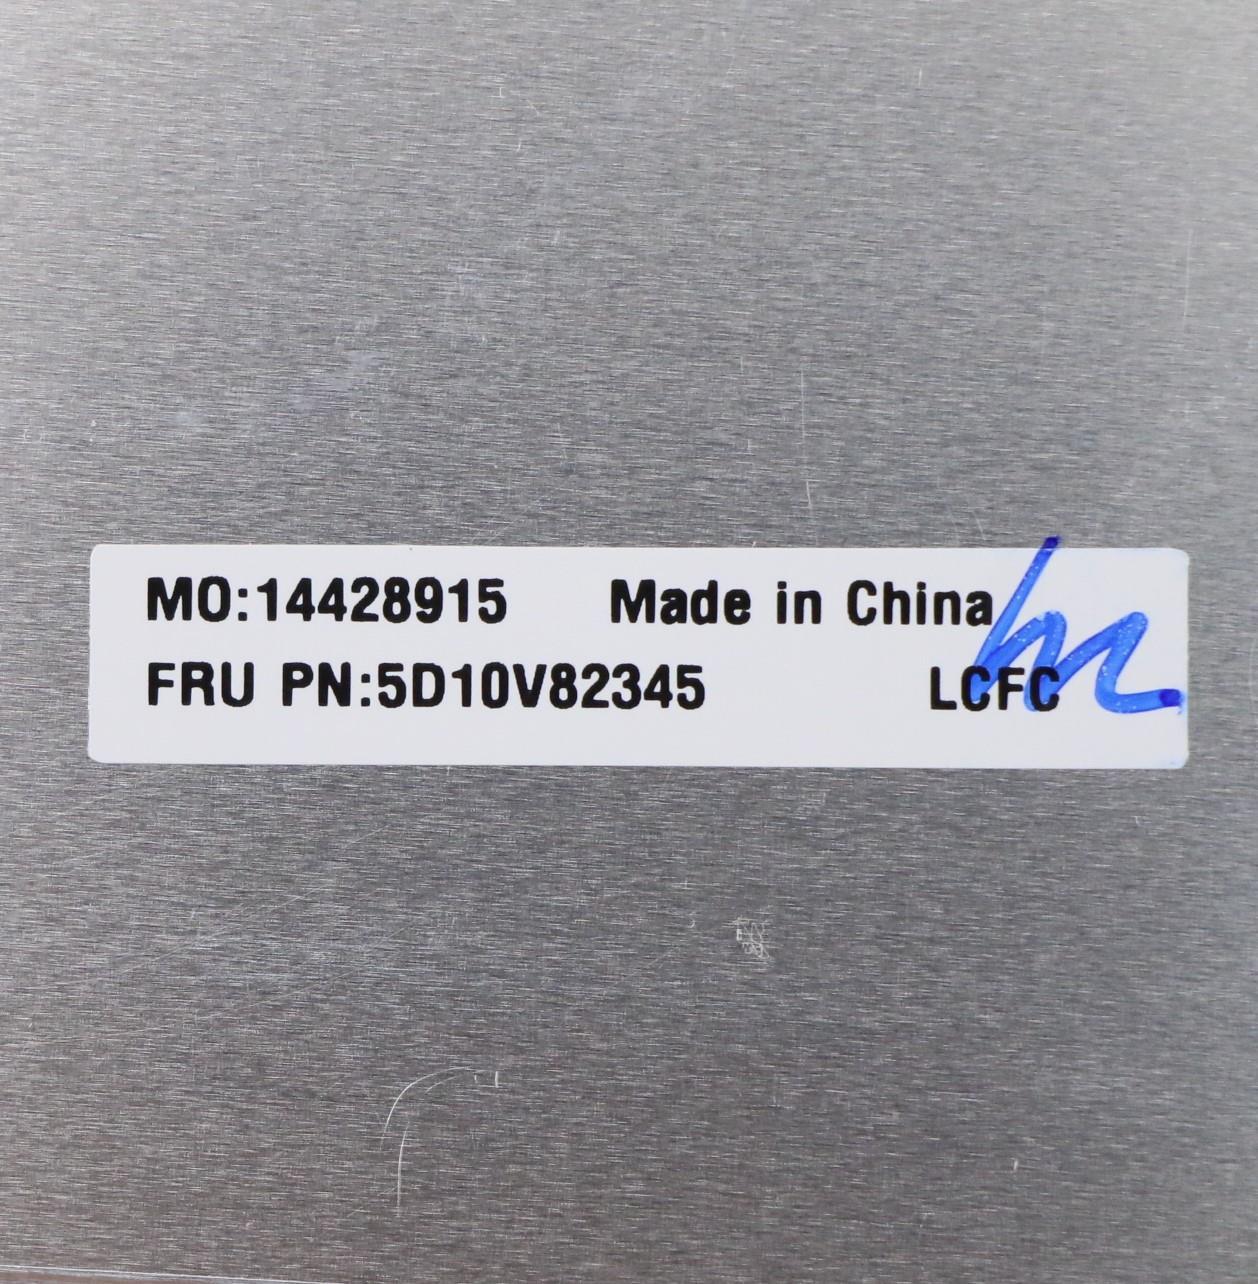 MO:14428915 Made in China
FRU PN:5D10V82345 LCFC